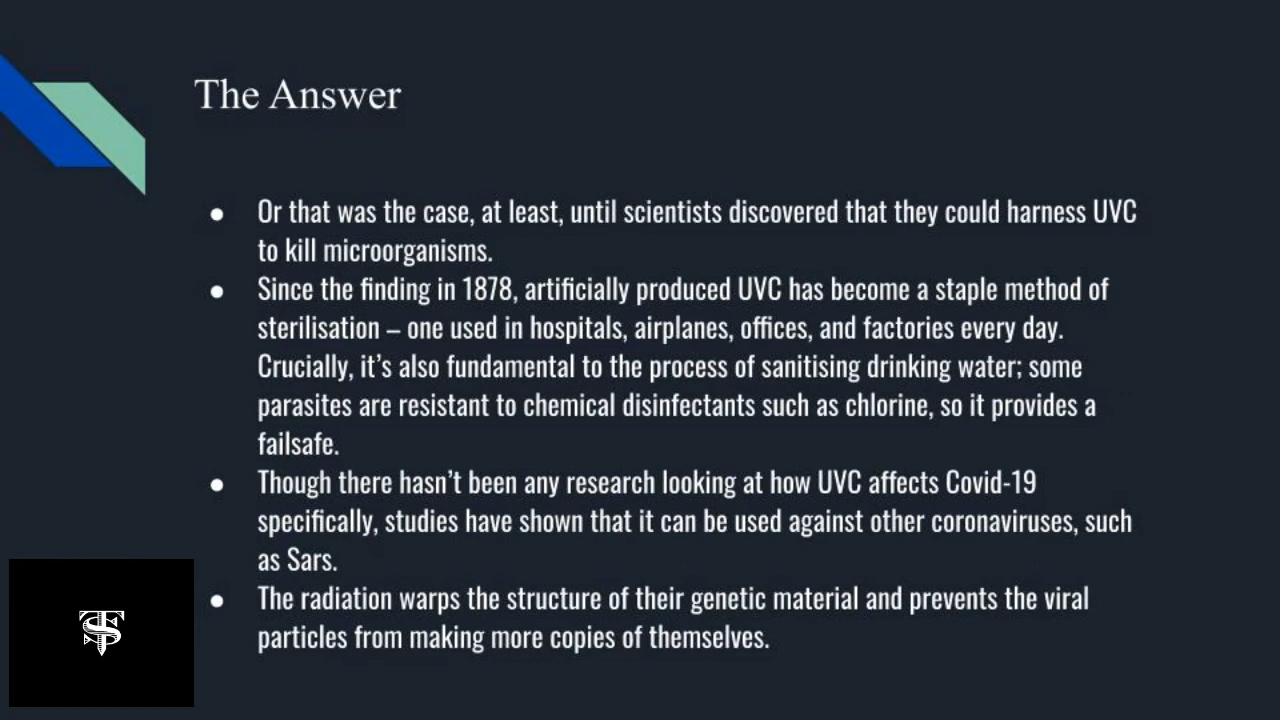 The Answer
● Or that was the case, at least, until scientists discovered that they could harness UVC
to kill microorganisms.
● Since the finding in 1878, artificially produced UVC has become a staple method of
sterilisation – one used in hospitals, airplanes, offices, and factories every day.
Crucially, it’s also fundamental to the process of sanitising drinking water; some
parasites are resistant to chemical disinfectants such as chlorine, so it provides a
failsafe.
● Though there hasn’t been any research looking at how UVC affects Covid-19
specifically, studies have shown that it can be used against other coronaviruses, such
as Sars.
● The radiation warps the structure of their genetic material and prevents the viral
particles from making more copies of themselves.